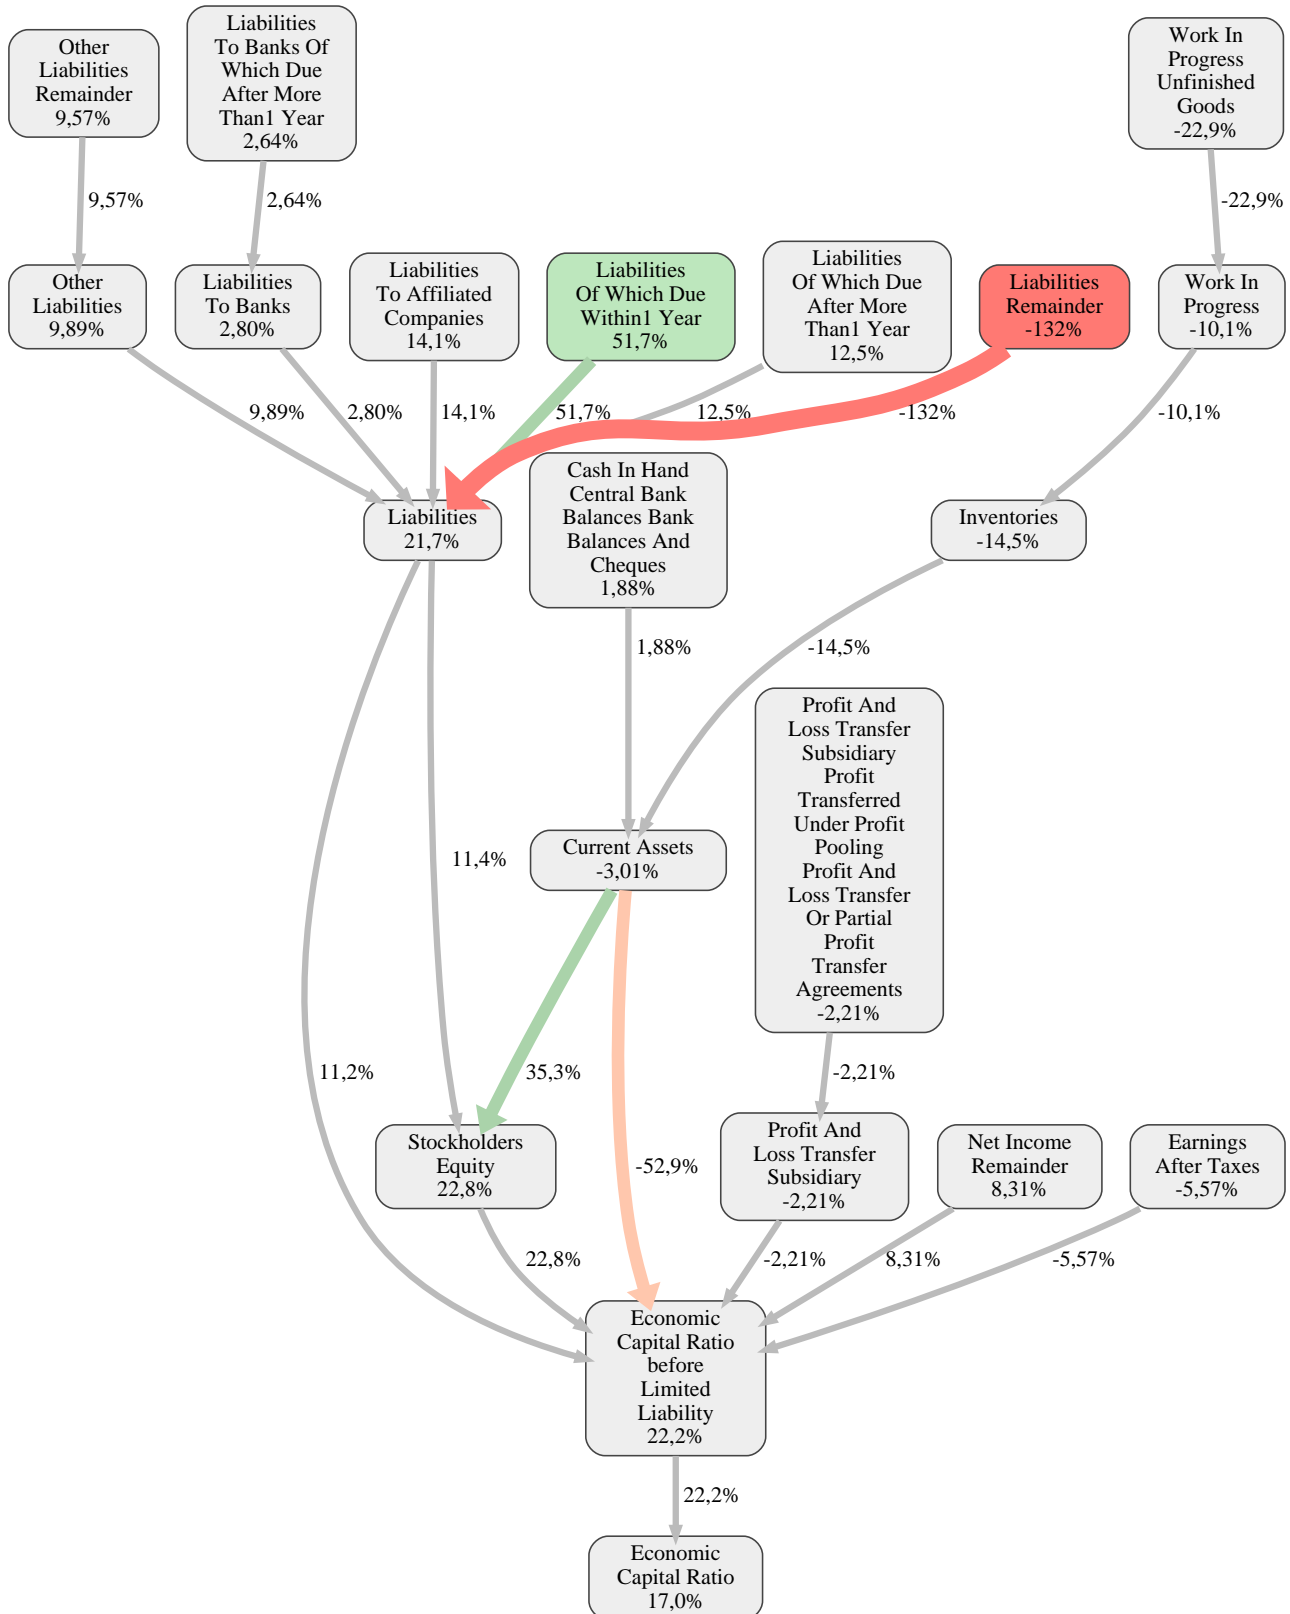 Other
Liabilities
Remainder
9,57%
Liabilities
To Banks Of
Which Due
After More
Than1 Year
2,64%
Work In
Progress
Unfinished
Goods
-22,9%
9,57%
2,64%
-22,9%
Other
Liabilities
9,89%
Liabilities
To Banks
2,80%
Liabilities
To Affiliated
Companies
14,1%
Liabilities
Of Which Due
Within1 Year
51,7%
Liabilities
Of Which Due
After More
Than1 Year
12,5%
Liabilities
Remainder
-132%
Work In
Progress
-10,1%
9,89%
2,80%
14,1%
51,7%
12,5%
-132%
-10,1%
Liabilities
21,7%
Cash In Hand
Central Bank
Balances Bank
Balances And
Cheques
1,88%
Inventories
-14,5%
1,88%
-14,5%
Profit And
Loss Transfer
Subsidiary
Profit
Transferred
Under Profit
Pooling
Profit And
Loss Transfer
Or Partial
Profit
Transfer
Agreements
-2,21%
Current Assets
-3,01%
11,4%
11,2%
35,3%
-2,21%
Stockholders
Equity
22,8%
-52,9%
Profit And
Loss Transfer
Subsidiary
-2,21%
Net Income
Remainder
8,31%
Earnings
After Taxes
-5,57%
22,8%
-2,21%
8,31%
-5,57%
Economic
Capital Ratio
before
Limited
Liability
22,2%
22,2%
Economic
Capital Ratio
17,0%